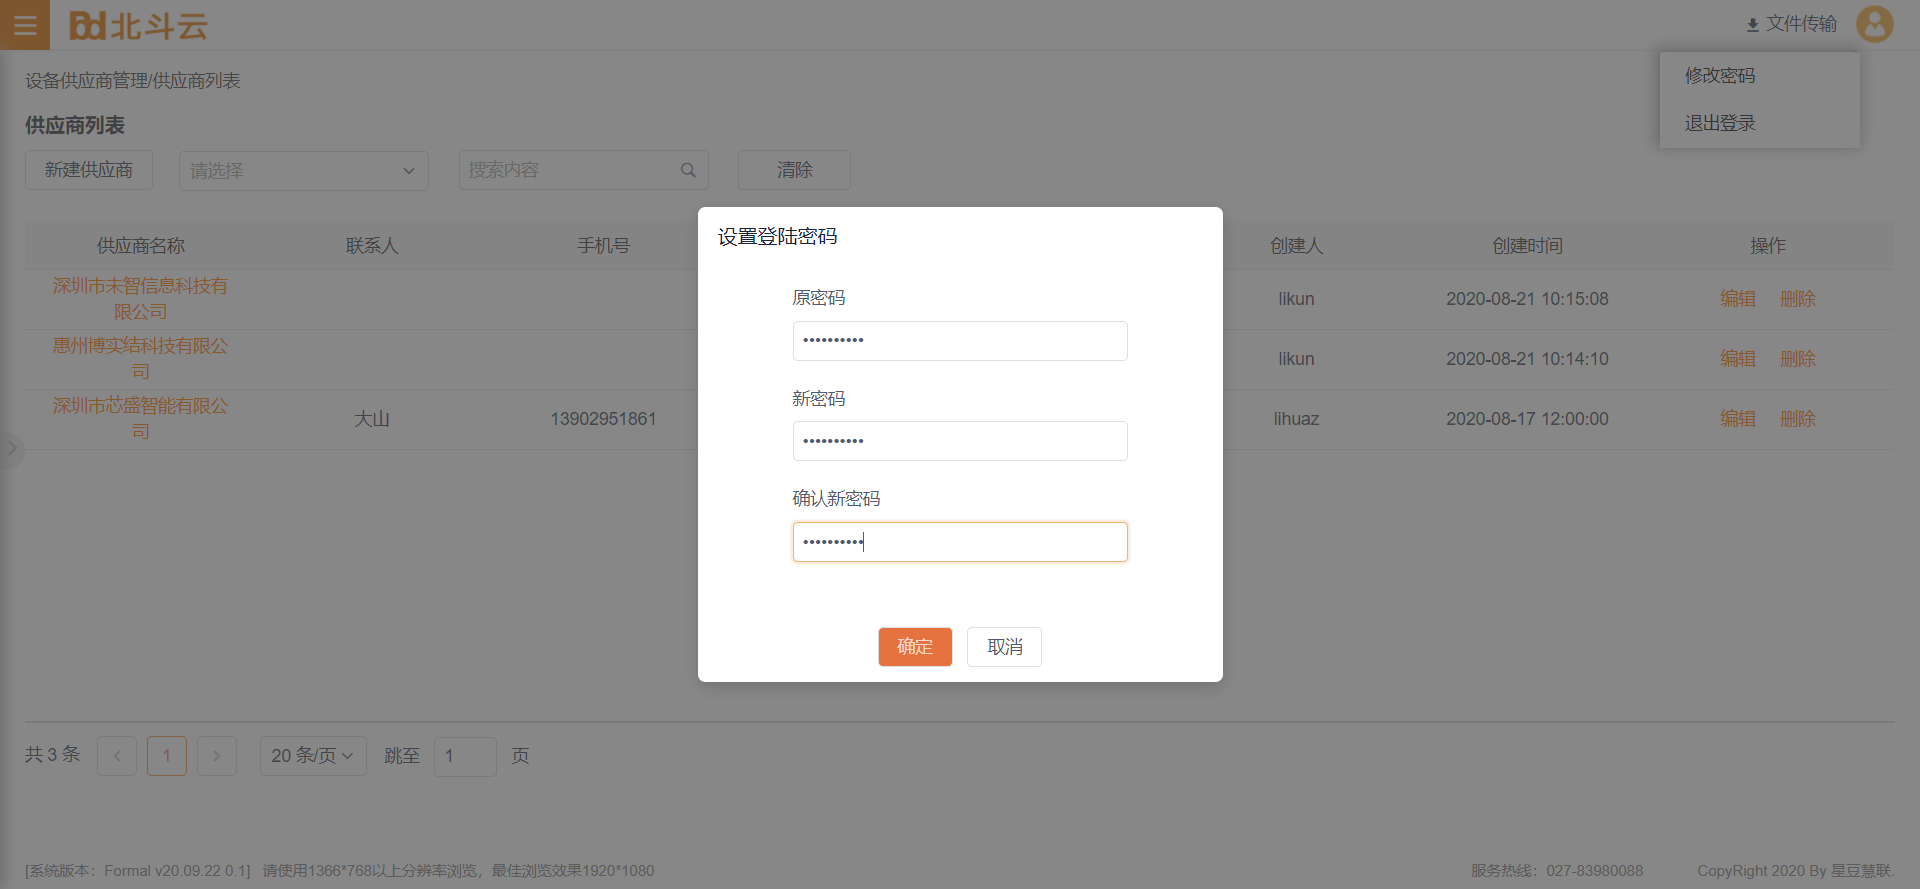 北斗云
文件传输
设备供应商管理/供应商列表
修改密码
退出登录
供应商列表
新建供应商 请选择 搜索内容 清除
设置登陆密码
供应商名称 联系人 手机号 创建人 创建时间 操作
深圳市未智信息科技有
限公司
likun 2020-08-21 10:15:08 编辑 删除
惠州博实结科技有限公
司
likun 2020-08-21 10:14:10 编辑 删除
深圳市芯盛智能有限公
司
大山 13902951861 lihuaz 2020-08-17 12:00:00 编辑 删除
原密码
••••••••••
新密码
••••••••••
确认新密码
••••••••••
确定 取消
共 3 条 1 20 条/页 跳至 1 页
[系统版本：Formal v20.09.22 0.1] 请使用1366*768以上分辨率浏览，最佳浏览效果1920*1080
服务热线：027-83980088 CopyRight 2020 By 星豆慧联.